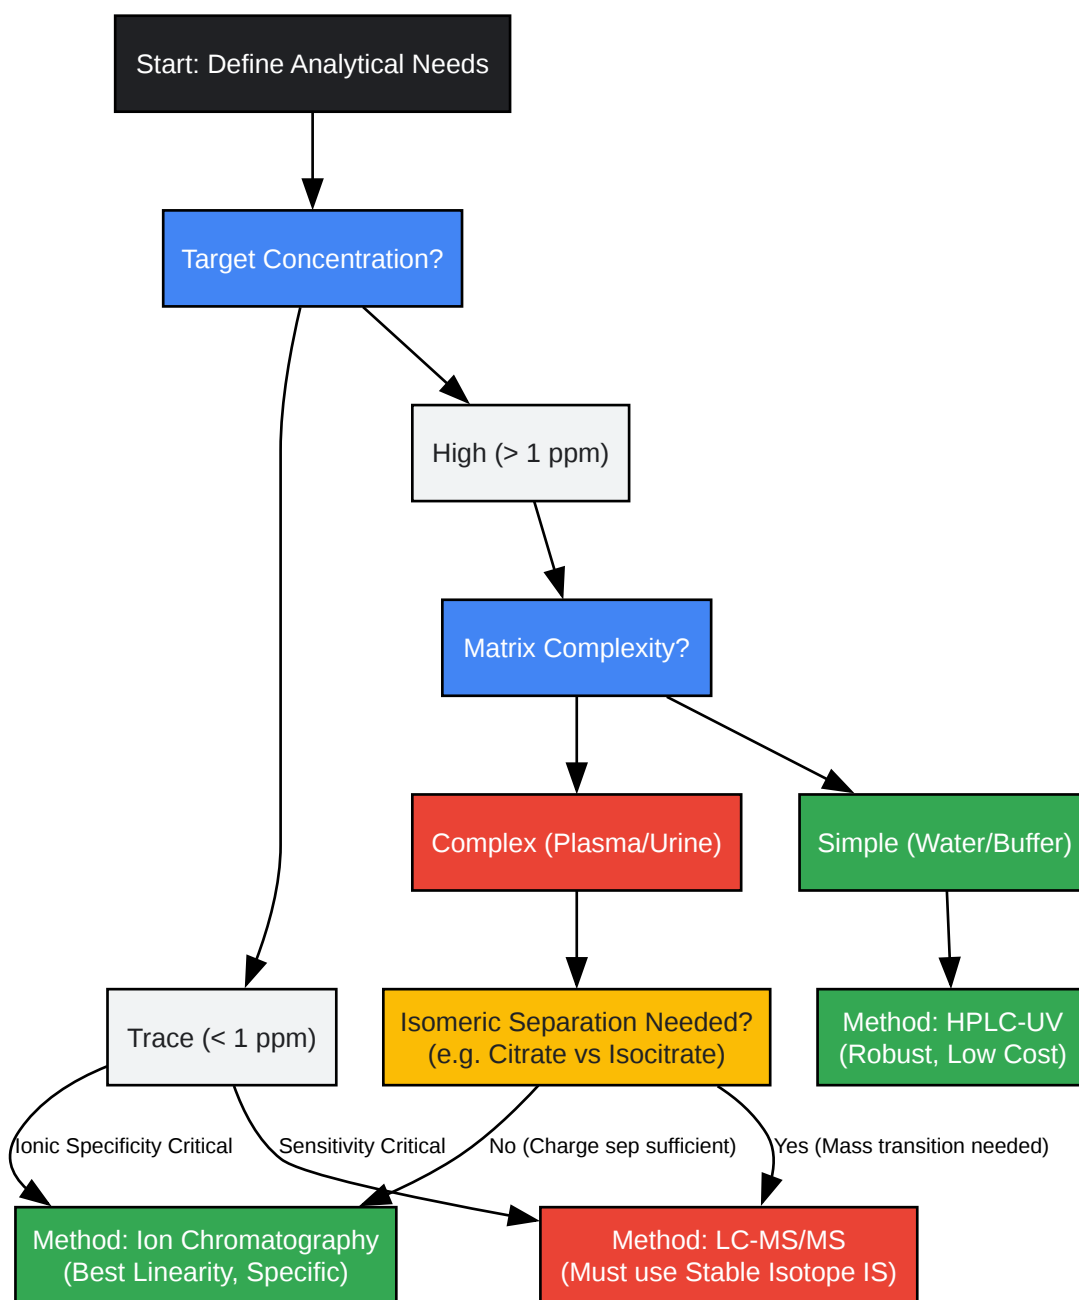 Start: Define Analytical Needs
Target Concentration?
High (> 1 ppm)
Matrix Complexity?
Complex (Plasma/Urine)
Simple (Water/Buffer)
Trace (< 1 ppm)
Isomeric Separation Needed?
(e.g. Citrate vs Isocitrate)
Method: HPLC-UV
(Robust, Low Cost)
Ionic Specificity Critical
Sensitivity Critical
No (Charge sep sufficient)
Yes (Mass transition needed)
Method: Ion Chromatography
(Best Linearity, Specific)
Method: LC-MS/MS
(Must use Stable Isotope IS)